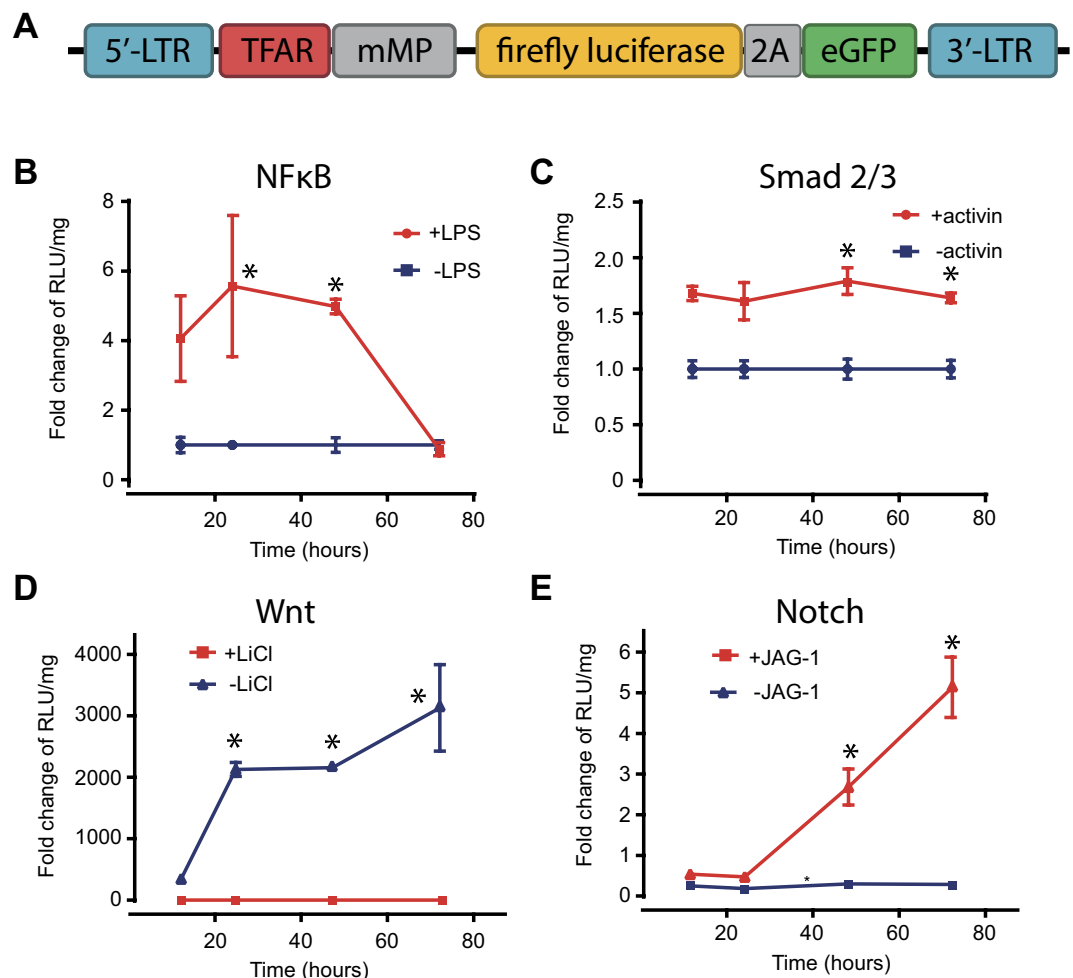 A
5'-LTR TFAR mMP firefly luciferase 2A eGFP 3'-LTR
B
NFκB
Fold change of RLU/mg
8
6
4
2
0
+LPS
-LPS
*
*
20 40 60 80
Time (hours)
C
Smad 2/3
Fold change of RLU/mg
2.5
2.0
1.5
1.0
0.5
0
+activin
-activin
*
*
20 40 60 80
Time (hours)
D
Wnt
Fold change of RLU/mg
4000
3000
2000
1000
0
+LiCl
-LiCl
*
*
*
20 40 60 80
Time (hours)
E
Notch
Fold change of RLU/mg
6
5
4
3
2
1
0
+JAG-1
-JAG-1
*
*
*
20 40 60 80
Time (hours)